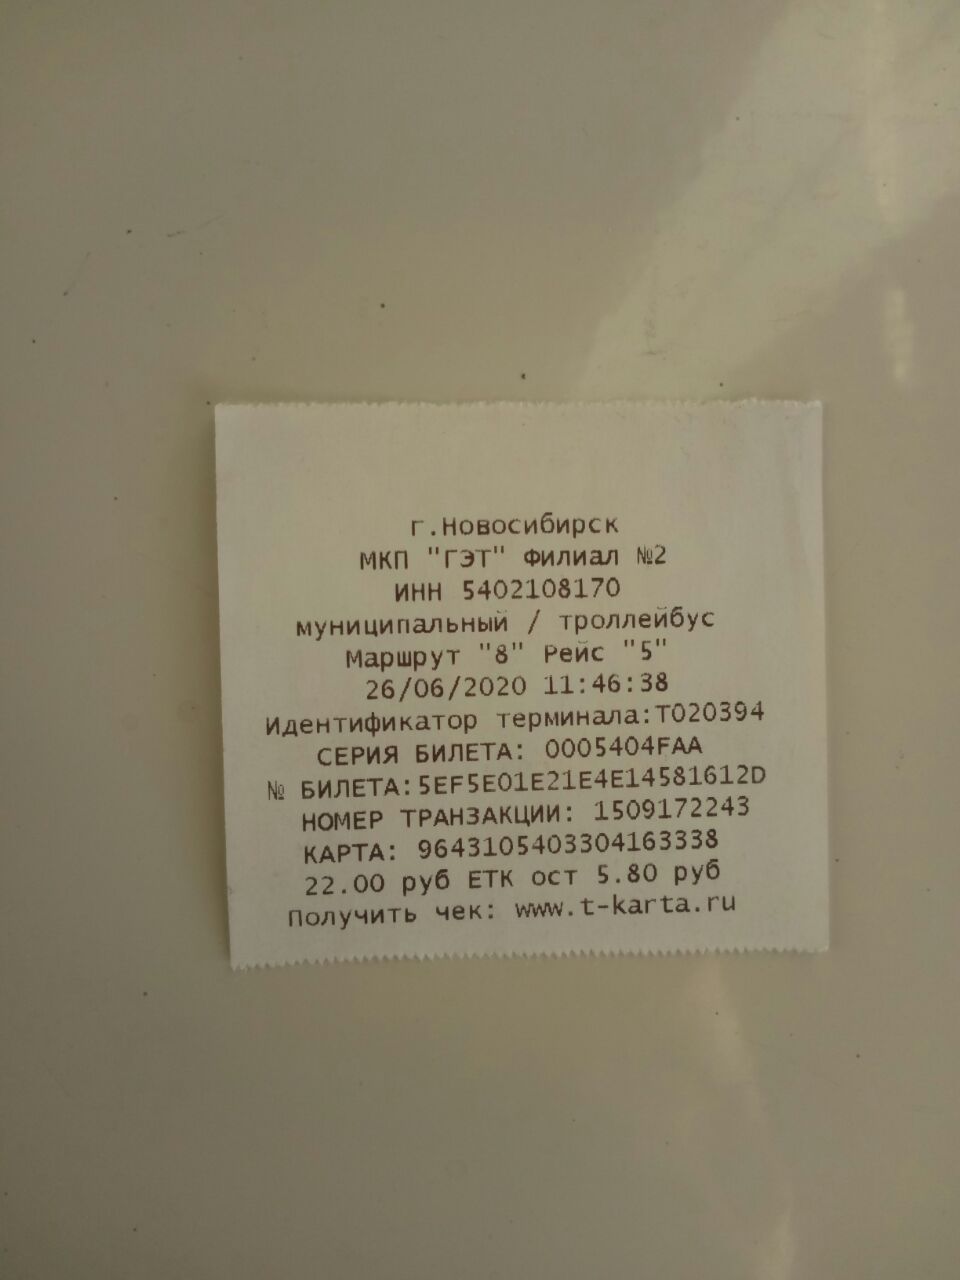 г.Новосибирск
МКП "ГЭТ" Филиал №2
ИНН 5402108170
муниципальный / троллейбус
Маршрут "8" Рейс "5"
26/06/2020 11:46:38
Идентификатор терминала:Т020394
СЕРИЯ БИЛЕТА: 0005404FAA
№ БИЛЕТА:5EF5E01E21E4E14581612D
НОМЕР ТРАНЗАКЦИИ: 1509172243
КАРТА: 9643105403304163338
22.00 руб ЕТК ост 5.80 руб
Получить чек: www.t-karta.ru